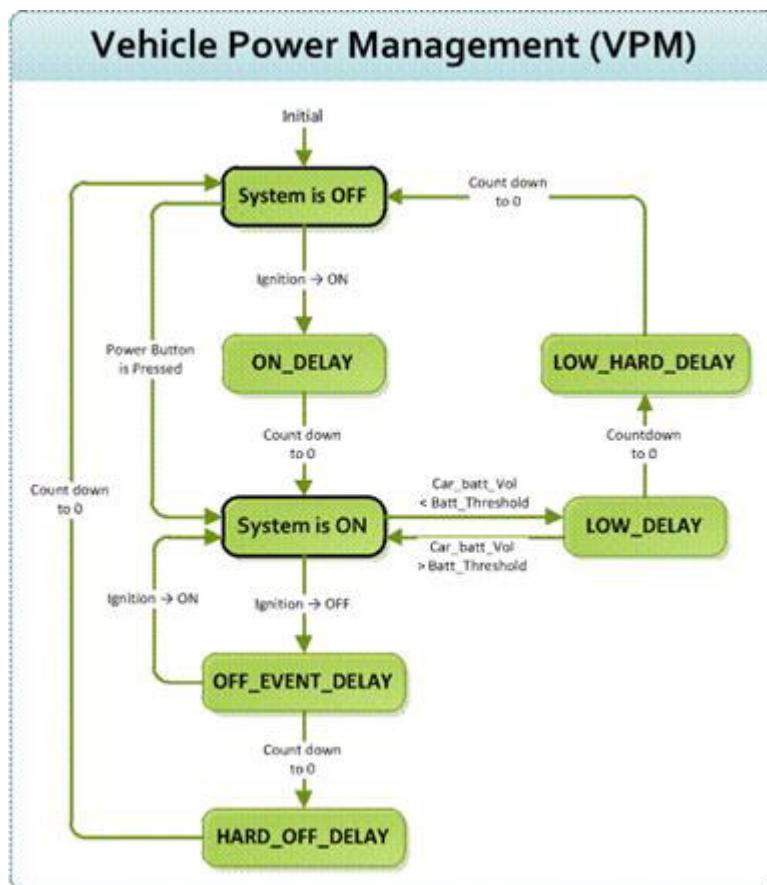 Vehicle Power Management (VPM)
Initial
System is OFF
Count down
to 0
Ignition → ON
Power Button
is Pressed
ON_DELAY
LOW_HARD_DELAY
Count down
to 0
Countdown
to 0
Count down
to 0
Car_batt_Vol
< Batt_Threshold
System is ON
LOW_DELAY
Car_batt_Vol
> Batt_Threshold
Ignition → ON
Ignition → OFF
OFF_EVENT_DELAY
Count down
to 0
HARD_OFF_DELAY